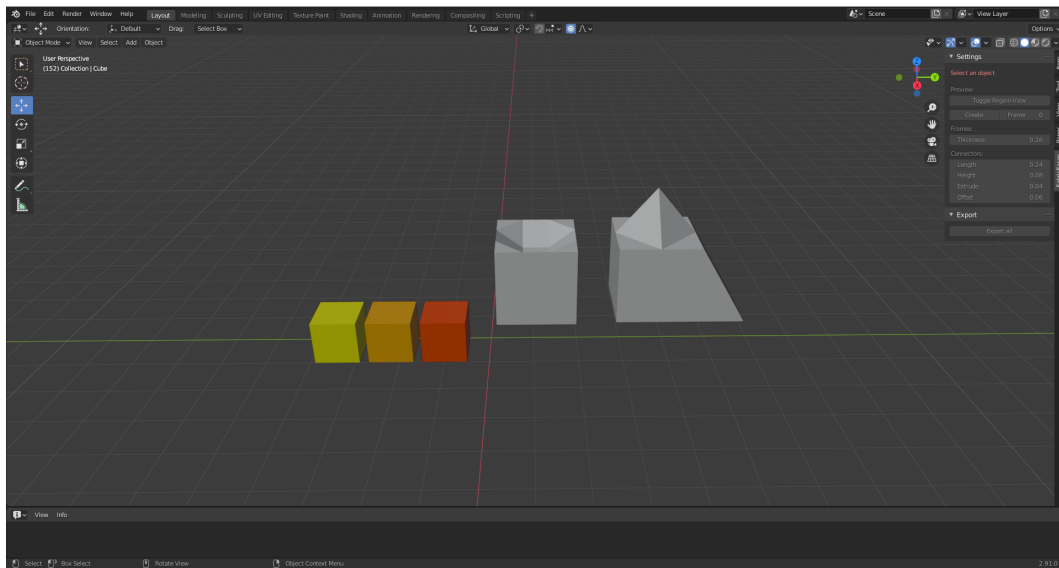 File Edit Render Window Help Layout Modeling Sculpting UV Editing Texture Paint Shading Animation Rendering Compositing Scripting + Scene View Layer
Orientation: Default Drag: Select Box Global Options
Object Mode View Select Add Object
User Perspective
(152) Collection | Cube
Z
Y
X
Settings
Select an object
Preview:
Toggle Region View
Create Frame 0
Frames:
Thickness 0.16
Connectors:
Length 0.24
Height 0.08
Extrude 0.04
Offset 0.06
Export
Export all
View Info
Select Box Select Rotate View Object Context Menu 2.91.0